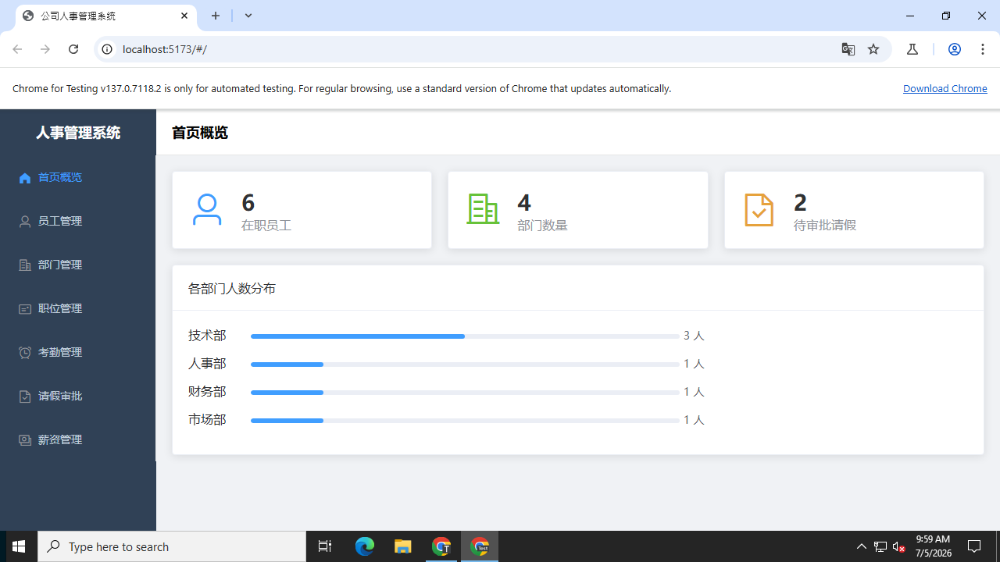 公司人事管理系统
localhost:5173/#/
Chrome for Testing v137.0.7118.2 is only for automated testing. For regular browsing, use a standard version of Chrome that updates automatically.
Download Chrome
人事管理系统
首页概览
首页概览
员工管理
部门管理
职位管理
考勤管理
请假审批
薪资管理
6
在职员工
4
部门数量
2
待审批请假
各部门人数分布
技术部 3 人
人事部 1 人
财务部 1 人
市场部 1 人
Type here to search
T
Test
9:59 AM
7/5/2026